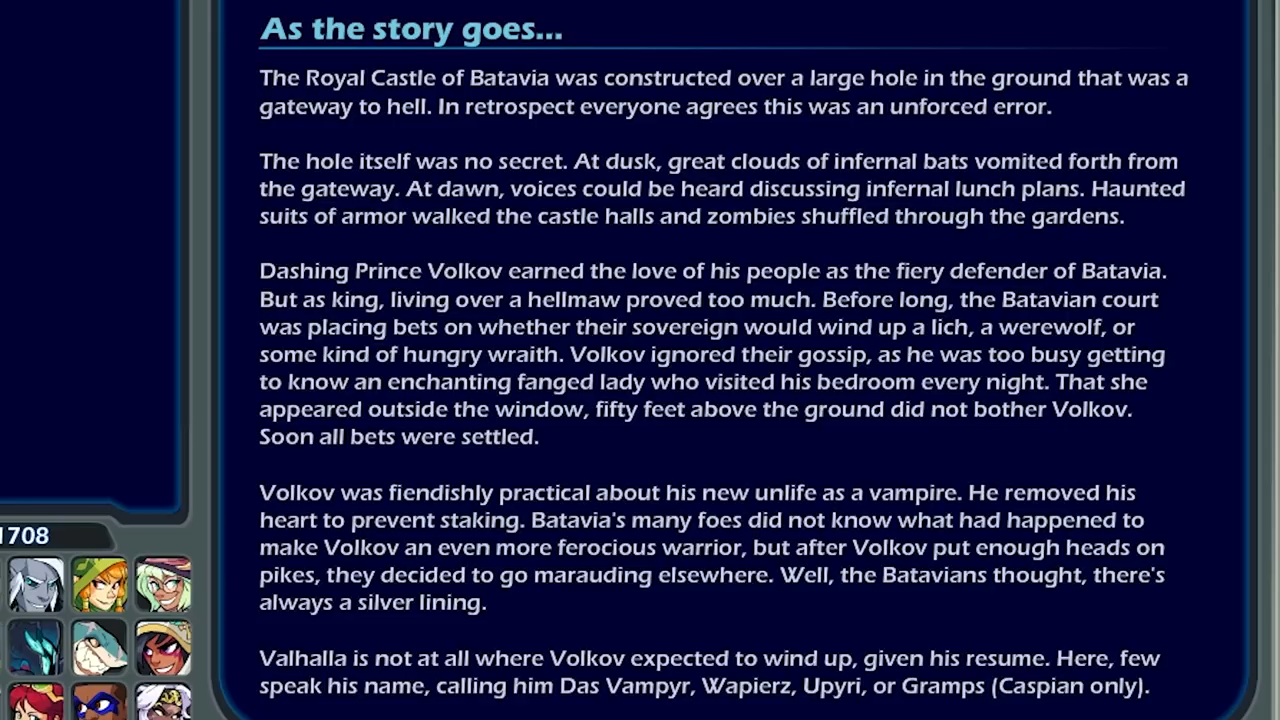 As the story goes...
The Royal Castle of Batavia was constructed over a large hole in the ground that was a
gateway to hell. In retrospect everyone agrees this was an unforced error.
The hole itself was no secret. At dusk, great clouds of infernal bats vomited forth from
the gateway. At dawn, voices could be heard discussing infernal lunch plans. Haunted
suits of armor walked the castle halls and zombies shuffled through the gardens.
Dashing Prince Volkov earned the love of his people as the fiery defender of Batavia.
But as king, living over a hellmaw proved too much. Before long, the Batavian court
was placing bets on whether their sovereign would wind up a lich, a werewolf, or
some kind of hungry wraith. Volkov ignored their gossip, as he was too busy getting
to know an enchanting fanged lady who visited his bedroom every night. That she
appeared outside the window, fifty feet above the ground did not bother Volkov.
Soon all bets were settled.
Volkov was fiendishly practical about his new unlife as a vampire. He removed his
heart to prevent staking. Batavia's many foes did not know what had happened to
make Volkov an even more ferocious warrior, but after Volkov put enough heads on
pikes, they decided to go marauding elsewhere. Well, the Batavians thought, there's
always a silver lining.
Valhalla is not at all where Volkov expected to wind up, given his resume. Here, few
speak his name, calling him Das Vampyr, Wapierz, Upyri, or Gramps (Caspian only).
1708